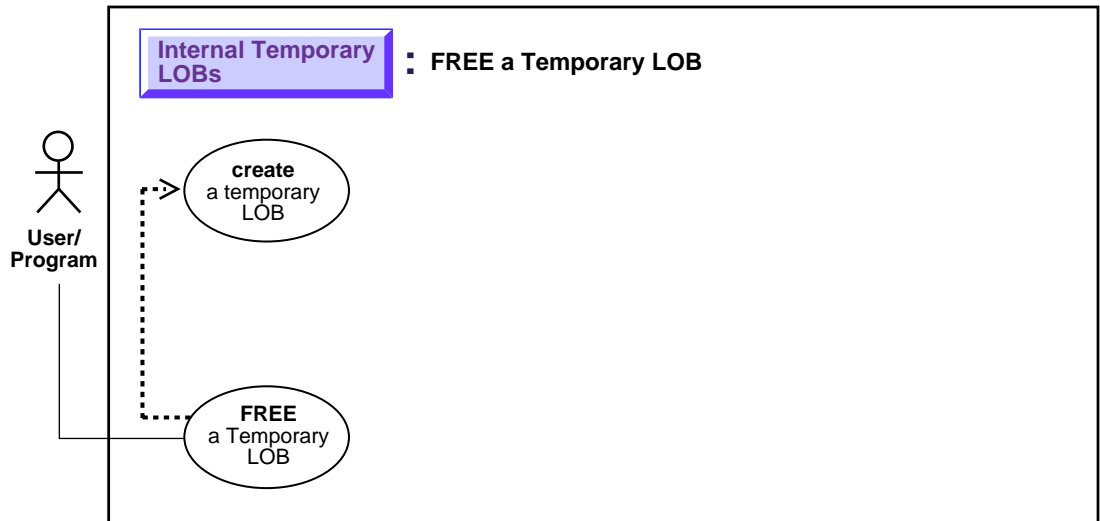 Internal Temporary
LOBs
: FREE a Temporary LOB
create
a temporary
LOB
User/
Program
FREE
a Temporary
LOB